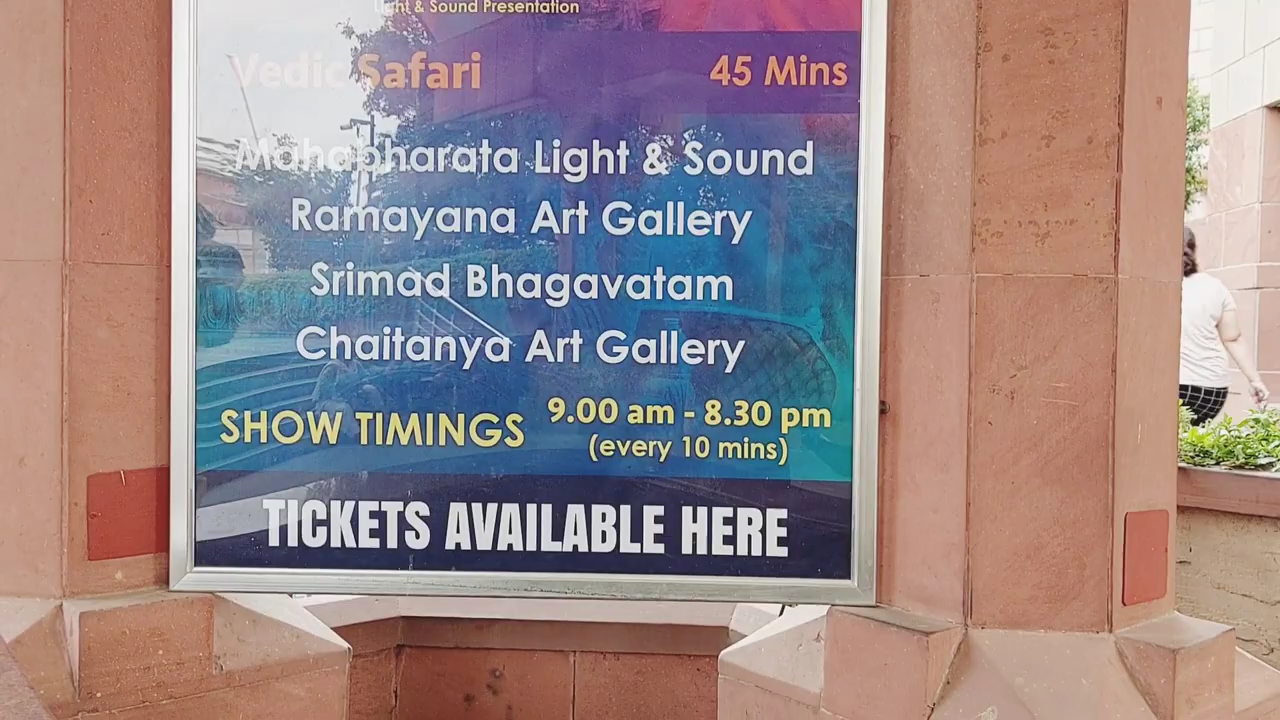 Light & Sound Presentation
Vedic Safari 45 Mins
Mahabharata Light & Sound
Ramayana Art Gallery
Srimad Bhagavatam
Chaitanya Art Gallery
SHOW TIMINGS 9.00 am - 8.30 pm
(every 10 mins)
TICKETS AVAILABLE HERE